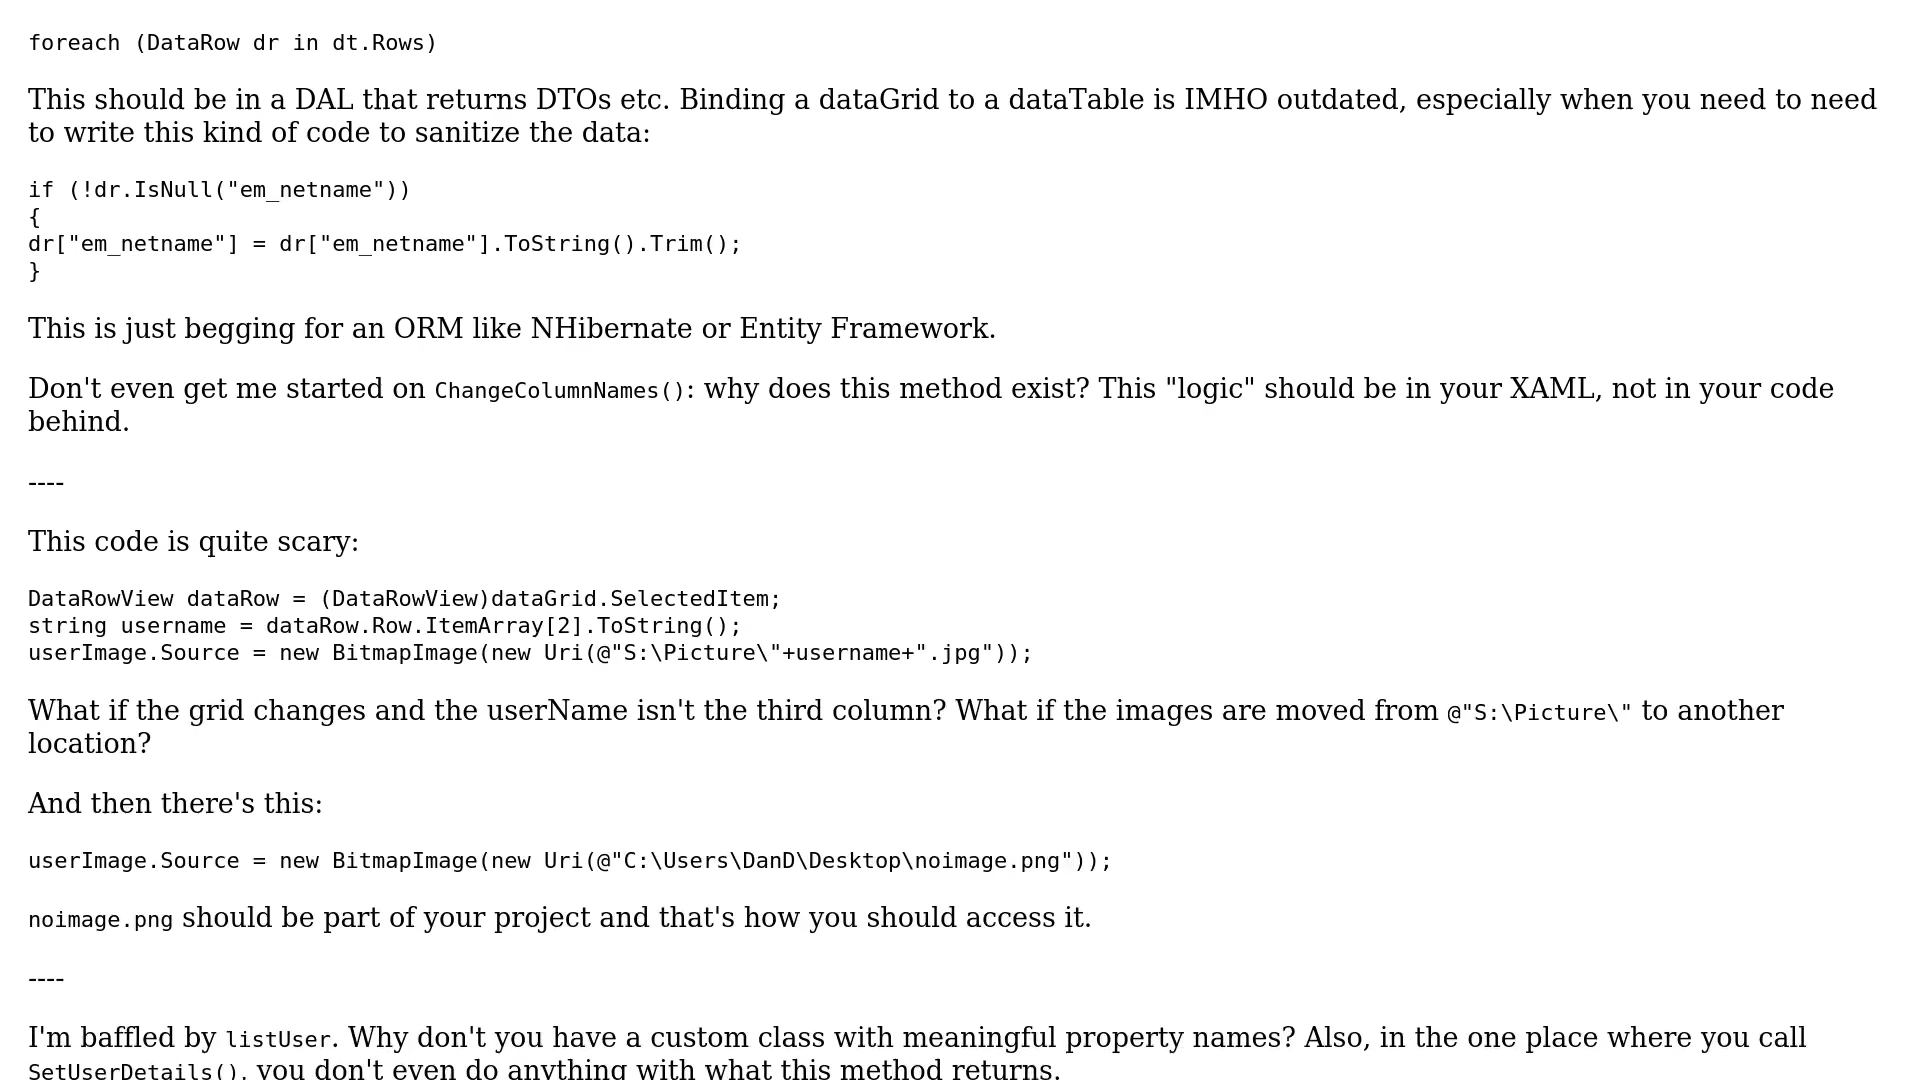 foreach (DataRow dr in dt.Rows)
This should be in a DAL that returns DTOs etc. Binding a dataGrid to a dataTable is IMHO outdated, especially when you need to need
to write this kind of code to sanitize the data:
if (!dr.IsNull("em_netname"))
{
dr["em_netname"] = dr["em_netname"].ToString().Trim();
}
This is just begging for an ORM like NHibernate or Entity Framework.
Don't even get me started on ChangeColumnNames(): why does this method exist? This "logic" should be in your XAML, not in your code
behind.
----
This code is quite scary:
DataRowView dataRow = (DataRowView)dataGrid.SelectedItem;
string username = dataRow.Row.ItemArray[2].ToString();
userImage.Source = new BitmapImage(new Uri(@"S:\Picture\"+username+".jpg"));
What if the grid changes and the userName isn't the third column? What if the images are moved from @"S:\Picture\" to another
location?
And then there's this:
userImage.Source = new BitmapImage(new Uri(@"C:\Users\DanD\Desktop\noimage.png"));
noimage.png should be part of your project and that's how you should access it.
----
I'm baffled by listUser. Why don't you have a custom class with meaningful property names? Also, in the one place where you call
SetUserDetails(), you don't even do anything with what this method returns.